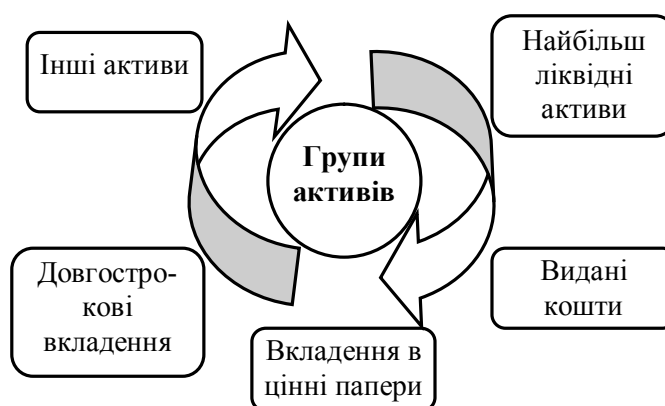 Інші активи
Найбільш
ліквідні
активи
Групи
активів
Довгостро-
кові
вкладення
Видані
кошти
Вкладення в
цінні папери